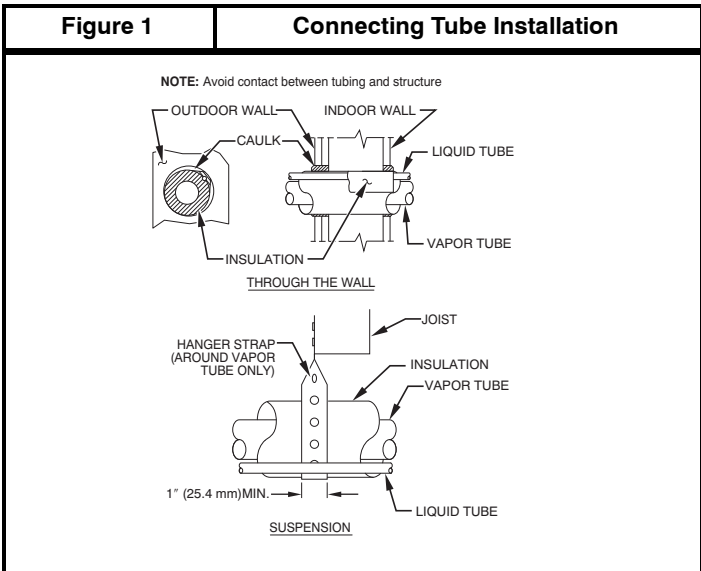 Figure 1
Connecting Tube Installation
NOTE: Avoid contact between tubing and structure
OUTDOOR WALL
INDOOR WALL
CAULK
LIQUID TUBE
INSULATION
VAPOR TUBE
THROUGH THE WALL
JOIST
HANGER STRAP
(AROUND VAPOR
TUBE ONLY)
INSULATION
VAPOR TUBE
1″ (25.4 mm)MIN.
LIQUID TUBE
SUSPENSION